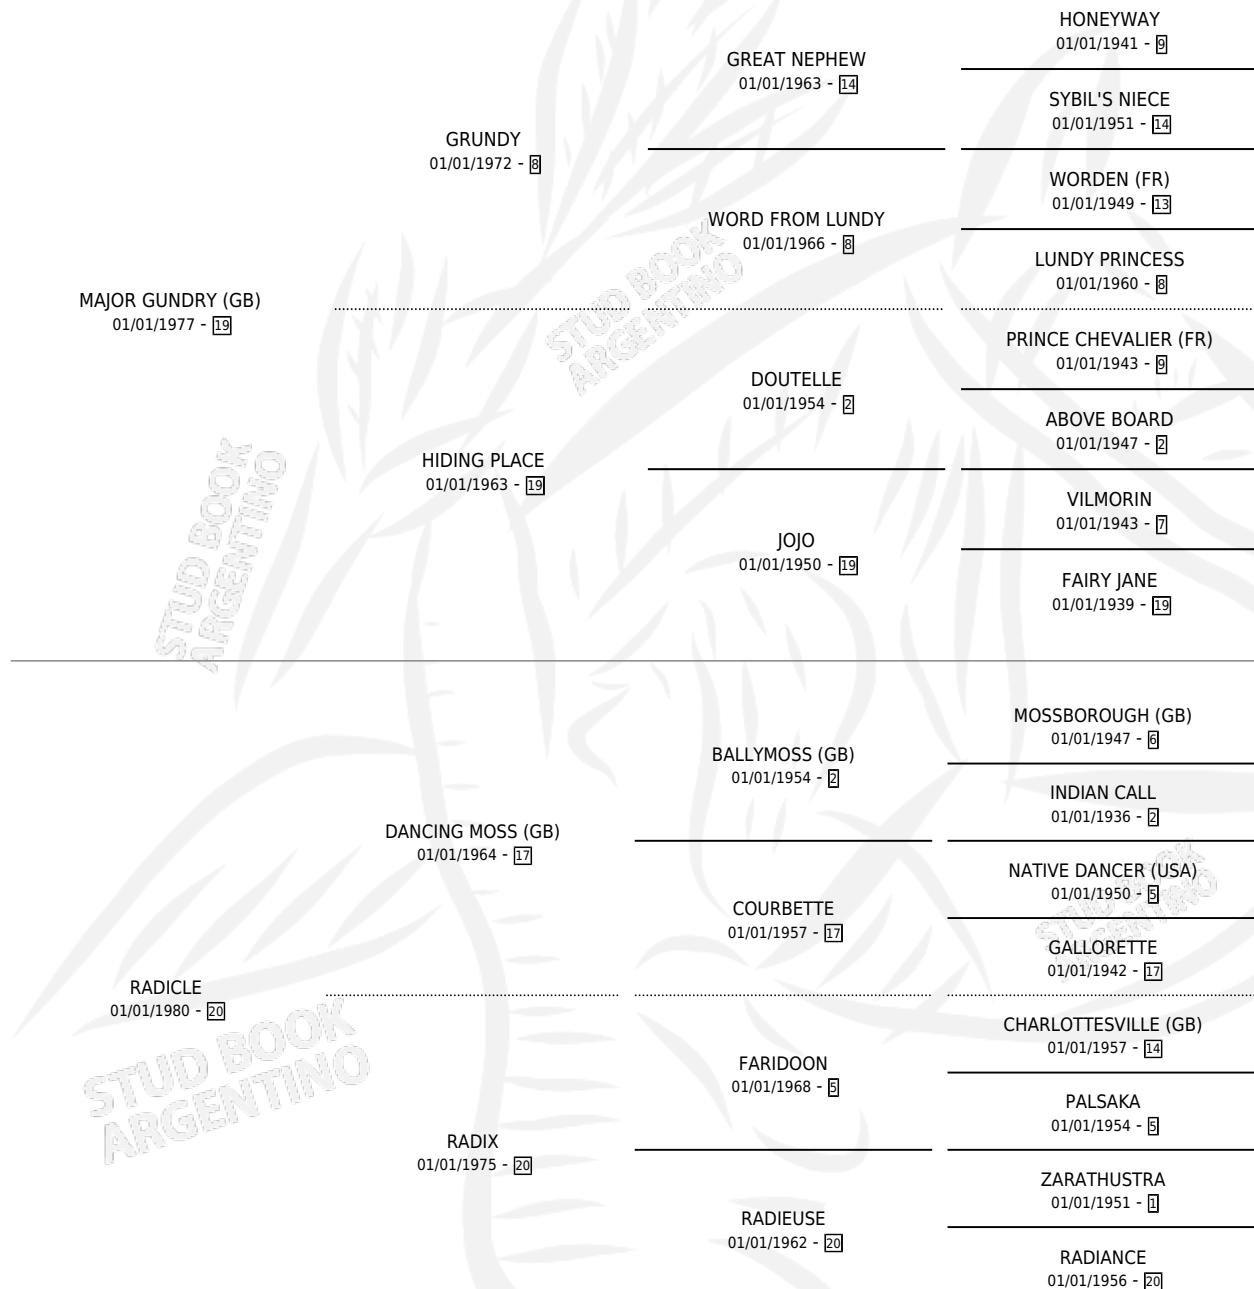 HONEYWAY
01/01/1941 - 9
GREAT NEPHEW
01/01/1963 - 14
SYBIL'S NIECE
01/01/1951 - 14
GRUNDY
01/01/1972 - 8
WORDEN (FR)
01/01/1949 - 13
WORD FROM LUNDY
01/01/1966 - 8
LUNDY PRINCESS
01/01/1960 - 8
MAJOR GUNDRY (GB)
01/01/1977 - 19
PRINCE CHEVALIER (FR)
01/01/1943 - 9
DOUTELLE
01/01/1954 - 2
ABOVE BOARD
01/01/1947 - 2
HIDING PLACE
01/01/1963 - 19
VILMORIN
01/01/1943 - 7
JOJO
01/01/1950 - 19
FAIRY JANE
01/01/1939 - 19
MOSSBOROUGH (GB)
01/01/1947 - 6
BALLYMOSS (GB)
01/01/1954 - 2
INDIAN CALL
01/01/1936 - 2
DANCING MOSS (GB)
01/01/1964 - 17
NATIVE DANCER (USA)
01/01/1950 - 5
COURBETTE
01/01/1957 - 17
GALLORETTE
01/01/1942 - 17
RADICLE
01/01/1980 - 20
CHARLOTTESVILLE (GB)
01/01/1957 - 14
FARIDOON
01/01/1968 - 5
PALSAKA
01/01/1954 - 5
RADIX
01/01/1975 - 20
ZARATHUSTRA
01/01/1951 - 1
RADIEUSE
01/01/1962 - 20
RADIANCE
01/01/1956 - 20
STUD BOOK
ARGENTINO
STUD BOOK
ARGENTINO
STUD BOOK
ARGENTINO
STUD BOOK
ARGENTINO